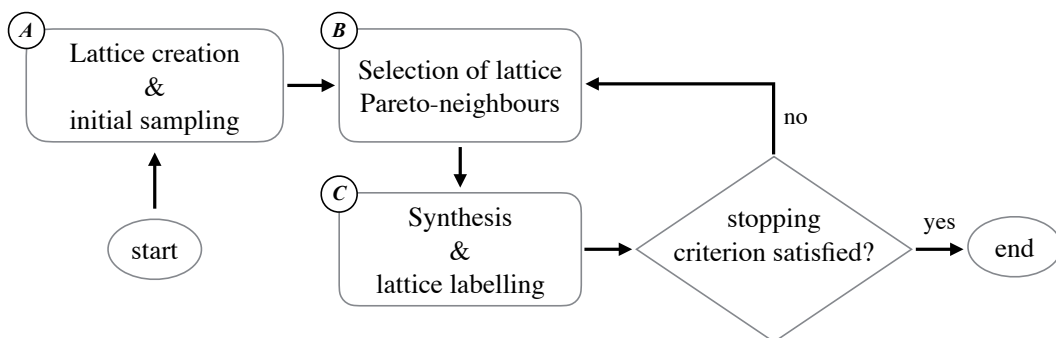 A
Lattice creation
&
initial sampling
B
Selection of lattice
Pareto-neighbours
no
C
Synthesis
&
lattice labelling
stopping
criterion satisfied?
yes
start
end